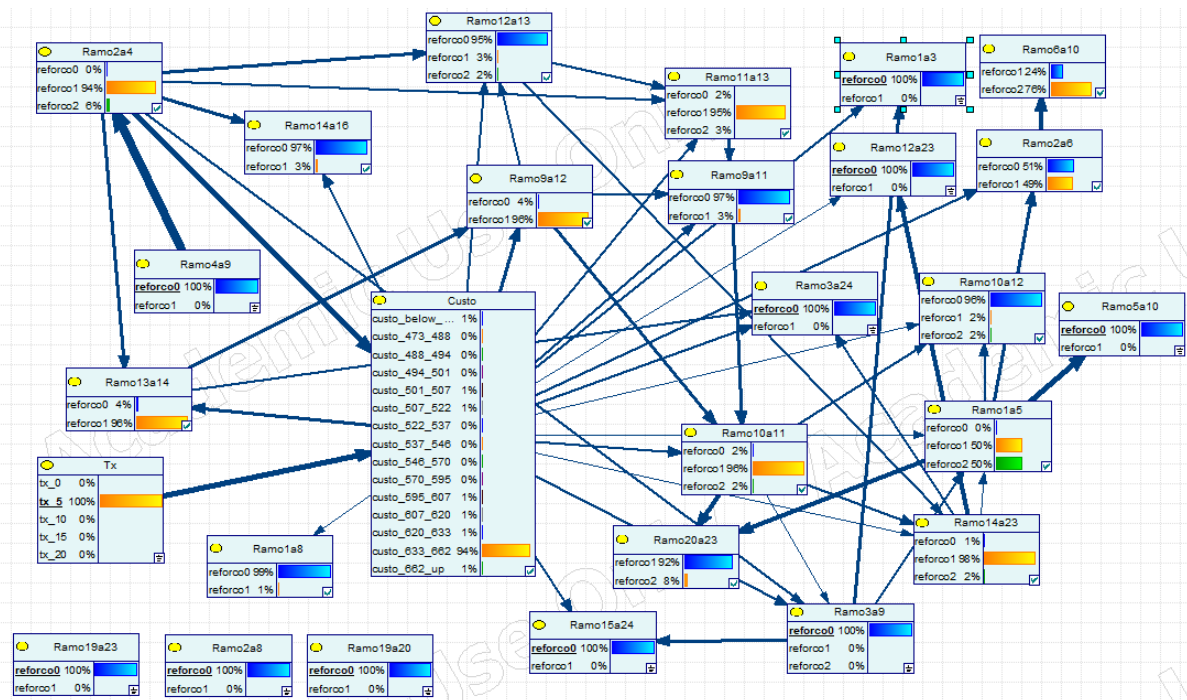 Ramo2a4
reforco0 0%
reforco1 94%
reforco2 6%
Ramo12a13
reforco0 95%
reforco1 3%
reforco2 2%
Ramo11a13
reforco0 2%
reforco1 95%
reforco2 3%
Ramo1a3
reforco0 100%
reforco1 0%
Ramo6a10
reforco1 24%
reforco2 76%
Ramo14a16
reforco0 97%
reforco1 3%
Ramo9a12
reforco0 4%
reforco1 96%
Ramo9a11
reforco0 97%
reforco1 3%
Ramo12a23
reforco0 100%
reforco1 0%
Ramo2a6
reforco0 51%
reforco1 49%
Ramo4a9
reforco0 100%
reforco1 0%
Custo
custo_below_... 1%
custo_473_488 0%
custo_488_494 0%
custo_494_501 0%
custo_501_507 1%
custo_507_522 1%
custo_522_537 0%
custo_537_546 0%
custo_546_570 0%
custo_570_595 0%
custo_595_607 1%
custo_607_620 1%
custo_620_633 1%
custo_633_662 94%
custo_662_up 1%
Ramo3a24
reforco0 100%
reforco1 0%
Ramo10a12
reforco0 96%
reforco1 2%
reforco2 2%
Ramo5a10
reforco0 100%
reforco1 0%
Ramo13a14
reforco0 4%
reforco1 96%
Ramo10a11
reforco0 2%
reforco1 96%
reforco2 2%
Ramo1a5
reforco0 0%
reforco1 50%
reforco2 50%
Tx
tx_0 0%
tx_5 100%
tx_10 0%
tx_15 0%
tx_20 0%
Ramo1a8
reforco0 99%
reforco1 1%
Ramo20a23
reforco1 92%
reforco2 8%
Ramo14a23
reforco0 1%
reforco1 98%
reforco2 2%
Ramo15a24
reforco0 100%
reforco1 0%
Ramo3a9
reforco0 100%
reforco1 0%
reforco2 0%
Ramo19a23
reforco0 100%
reforco1 0%
Ramo2a8
reforco0 100%
reforco1 0%
Ramo19a20
reforco0 100%
reforco1 0%
Academic Use On